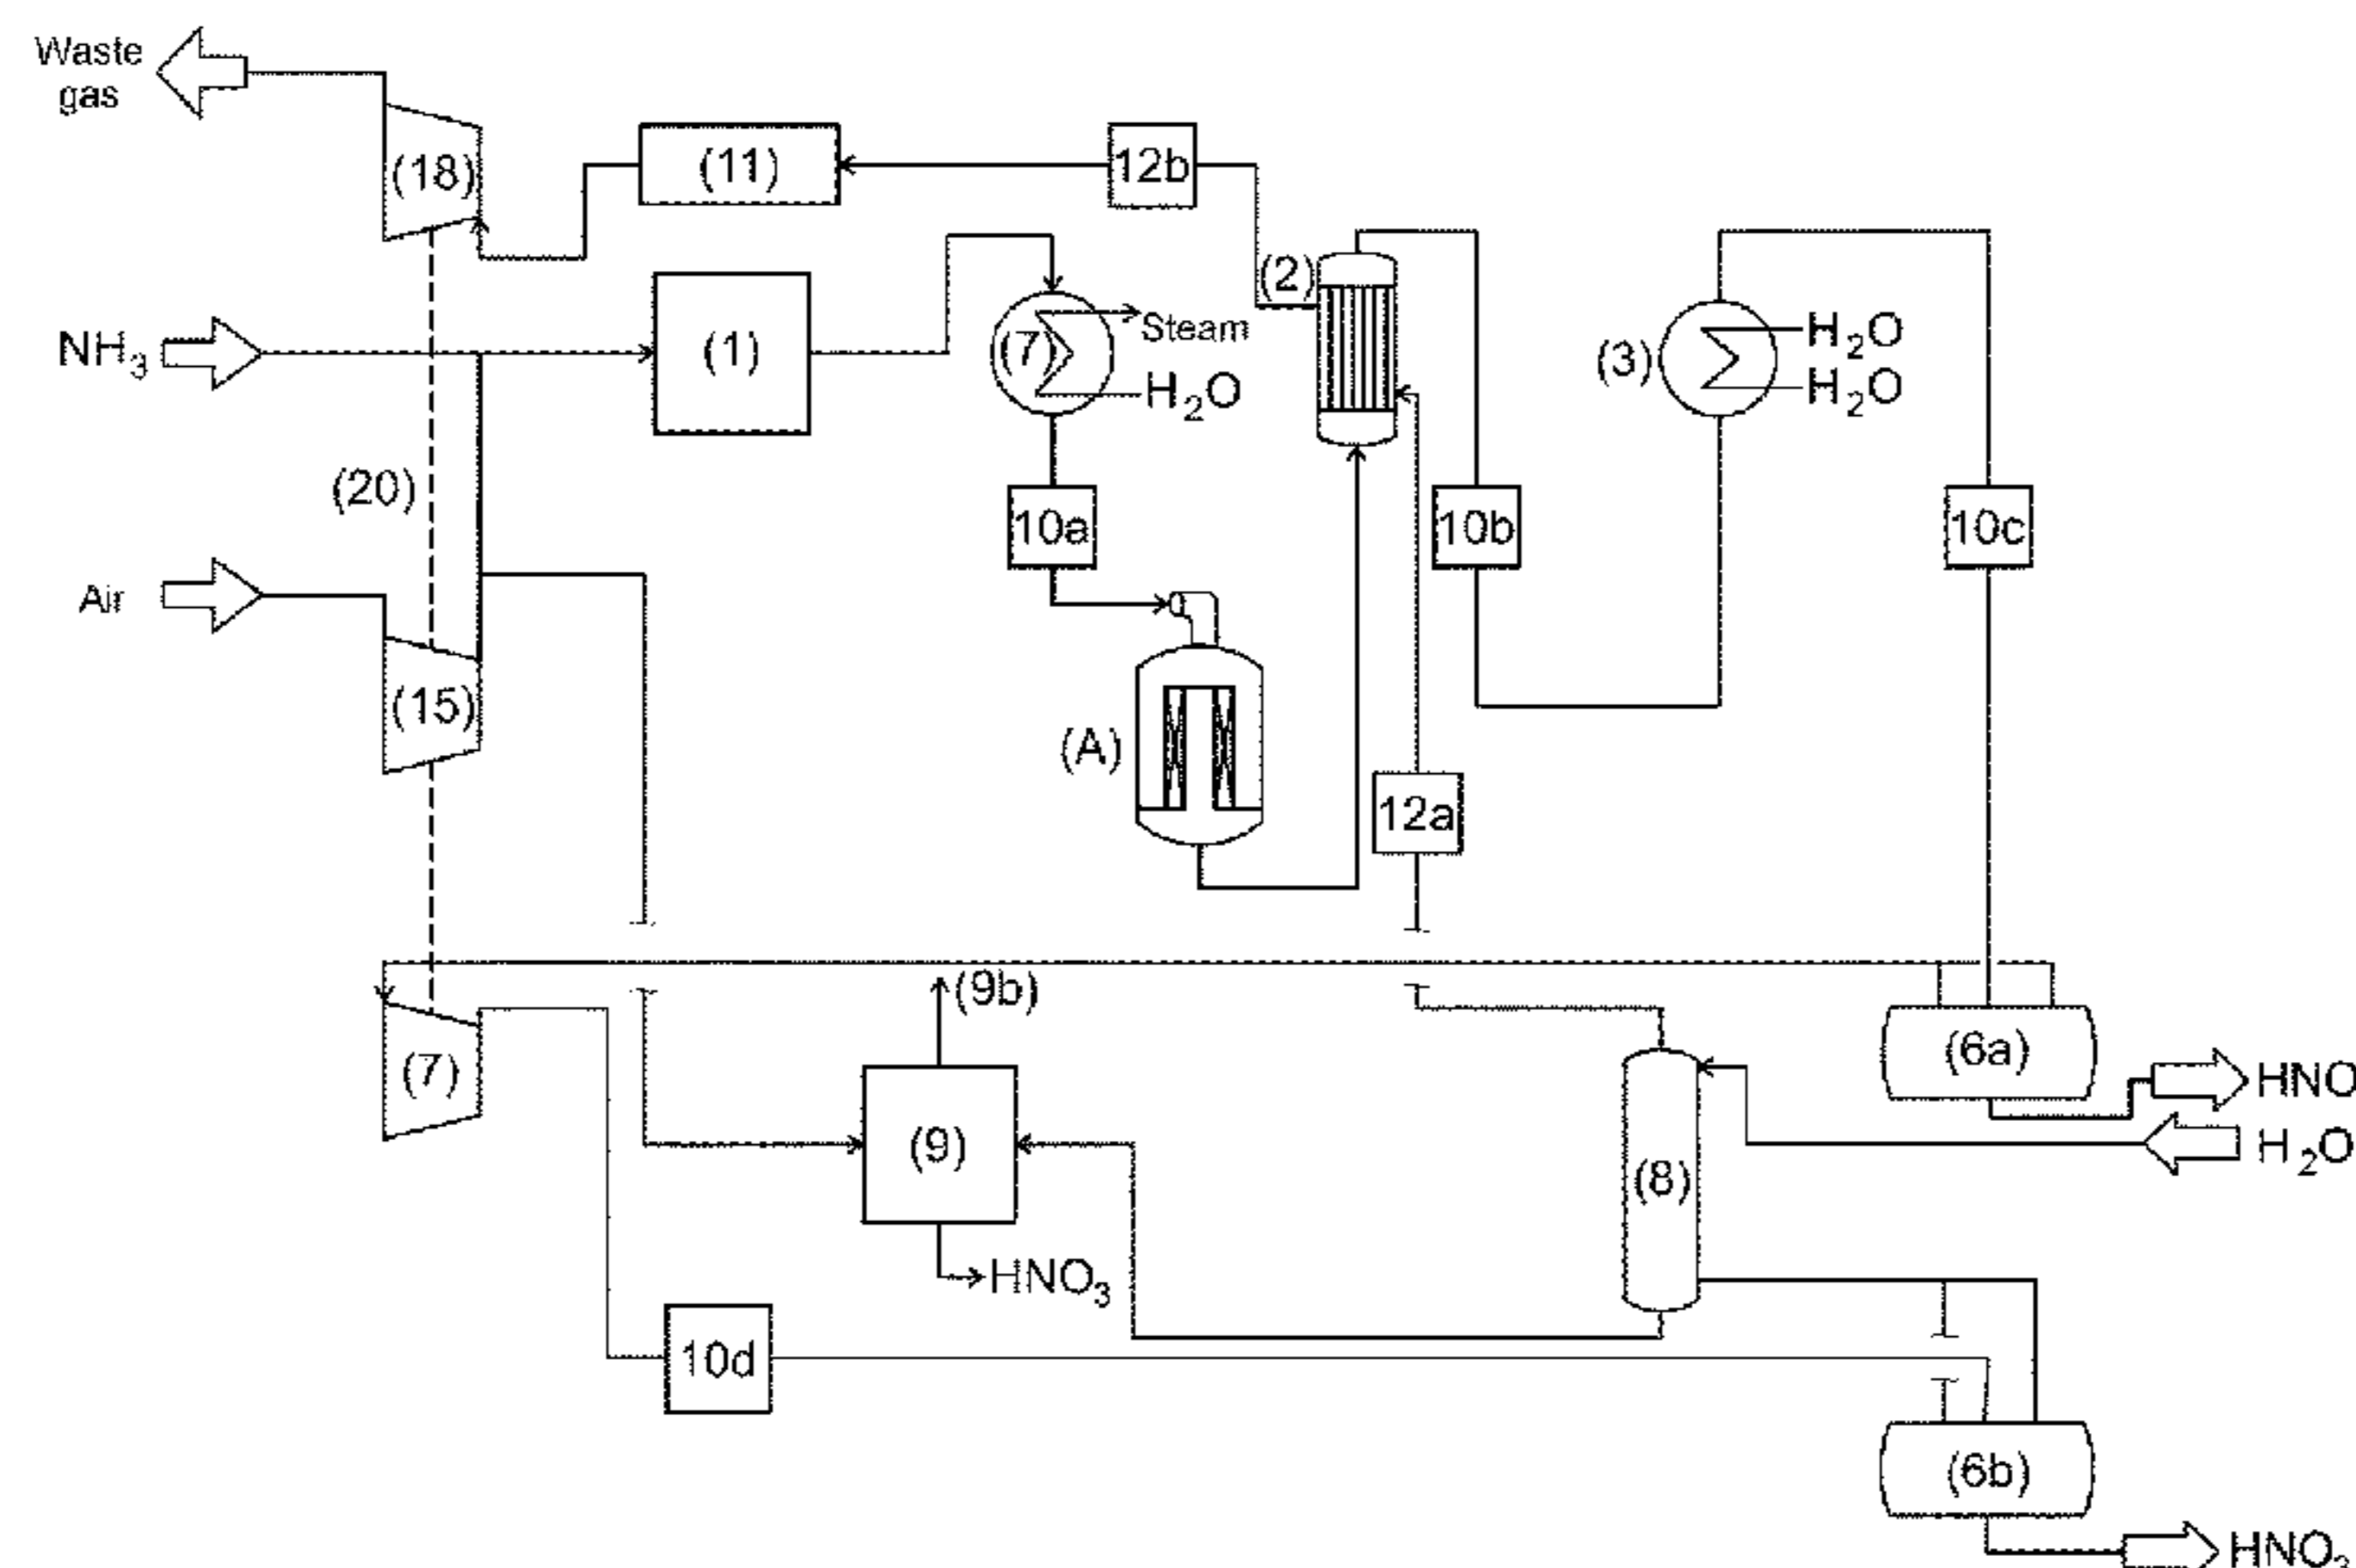 Waste
gas
(18)
(11)
12b
(2)
NH₃
(1)
(7)
Steam
H₂O
(3)
H₂O
H₂O
(20)
10a
10b
10c
Air
(15)
(A)
12a
(9b)
(7)
(6a)
HNO
(9)
(8)
H₂O
HNO₃
10d
(6b)
HNO₃